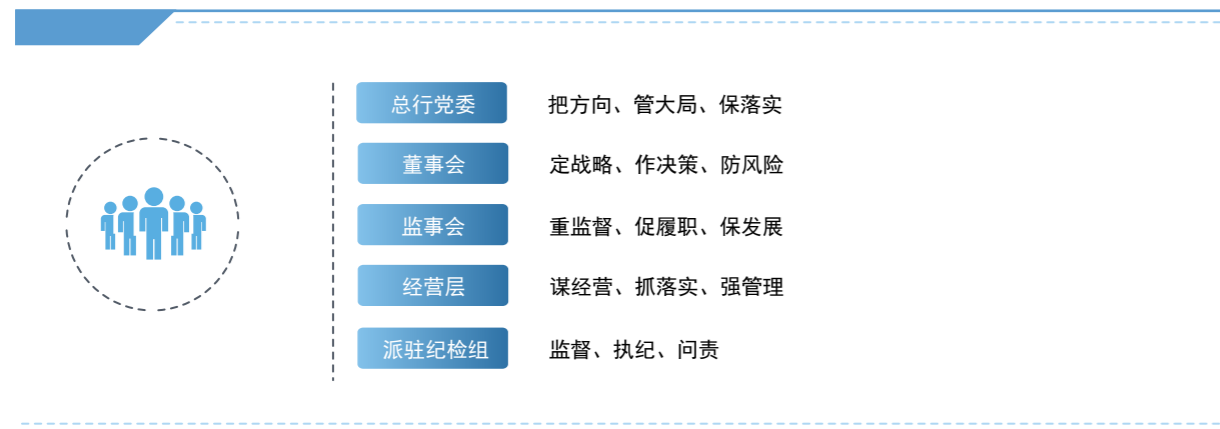 总行党委 把方向、管大局、保落实
董事会 定战略、作决策、防风险
监事会 重监督、促履职、保发展
经营层 谋经营、抓落实、强管理
派驻纪检组 监督、执纪、问责